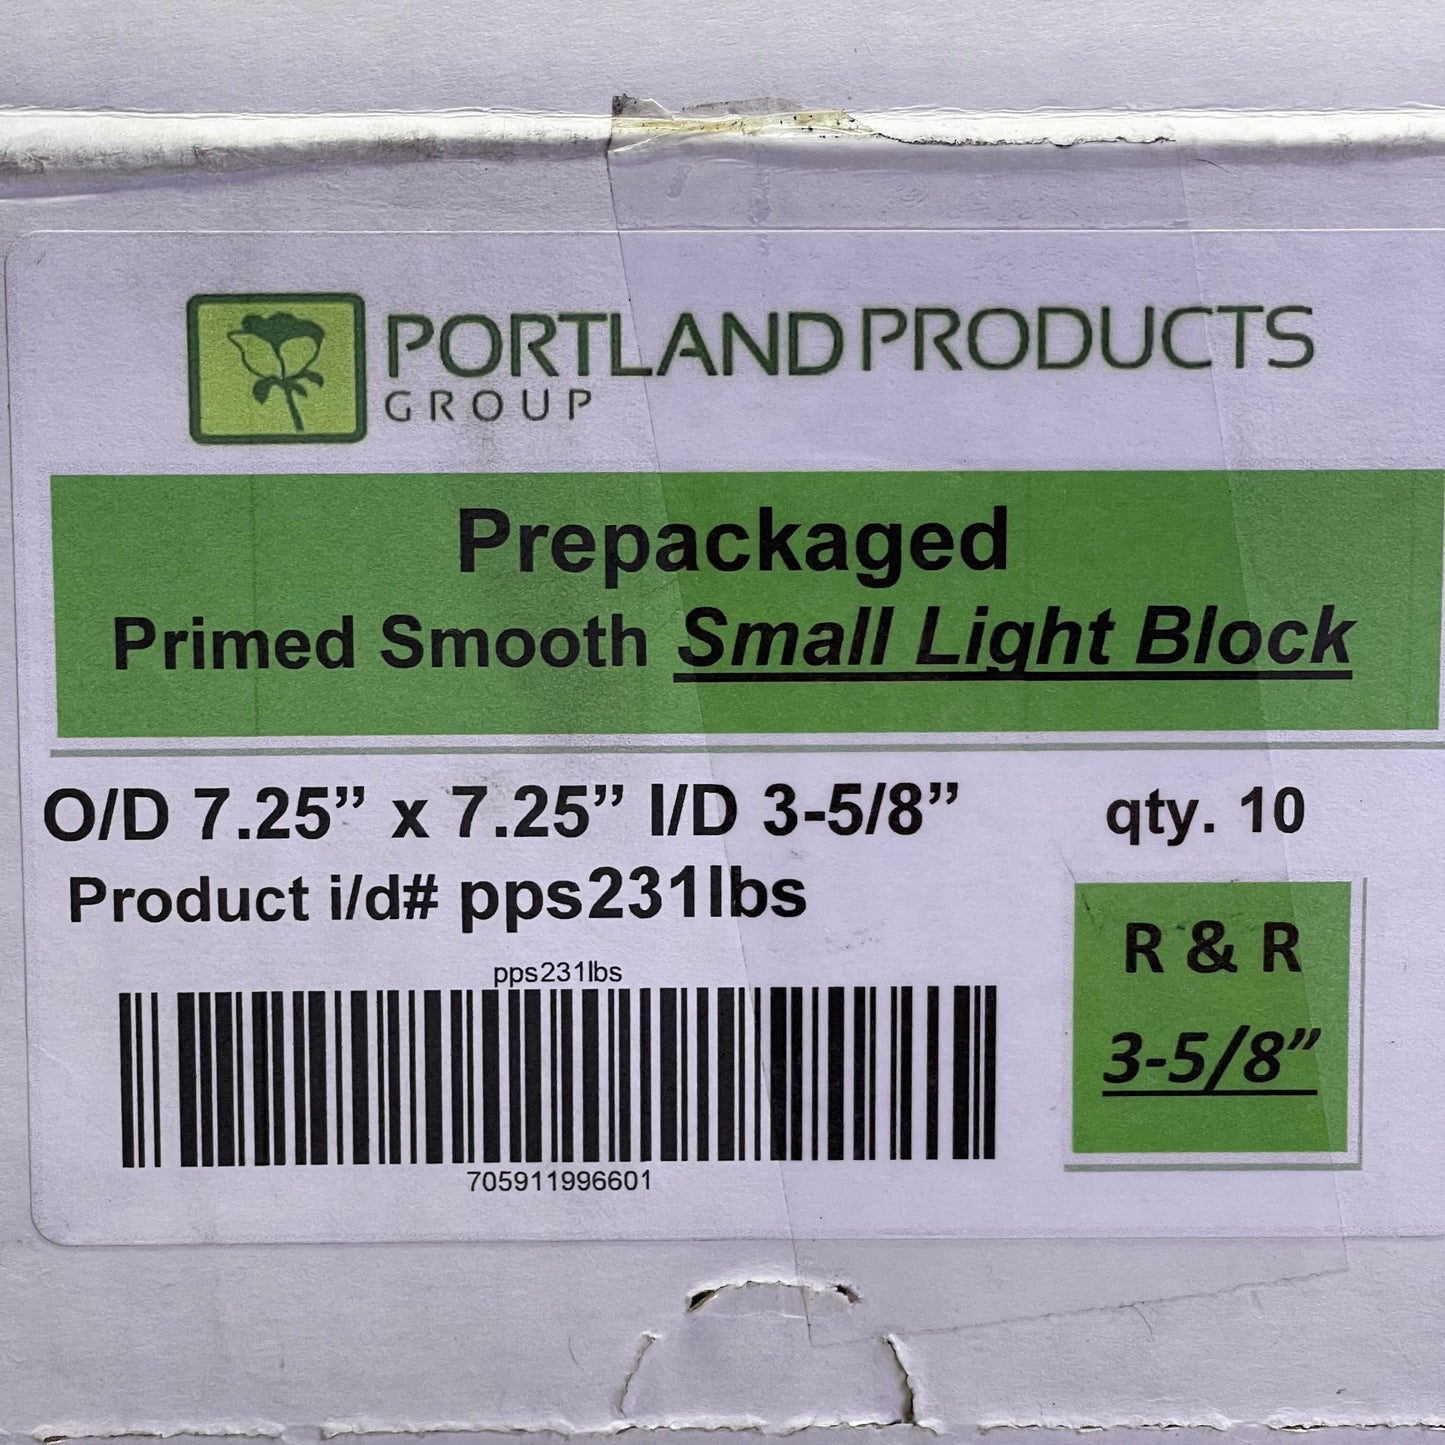 PORTLAND PRODUCTS
GROUP
Prepackaged
Primed Smooth Small Light Block
O/D 7.25” x 7.25” I/D 3-5/8” qty. 10
Product i/d# pps231lbs
pps231lbs
705911996601
R & R
3-5/8”